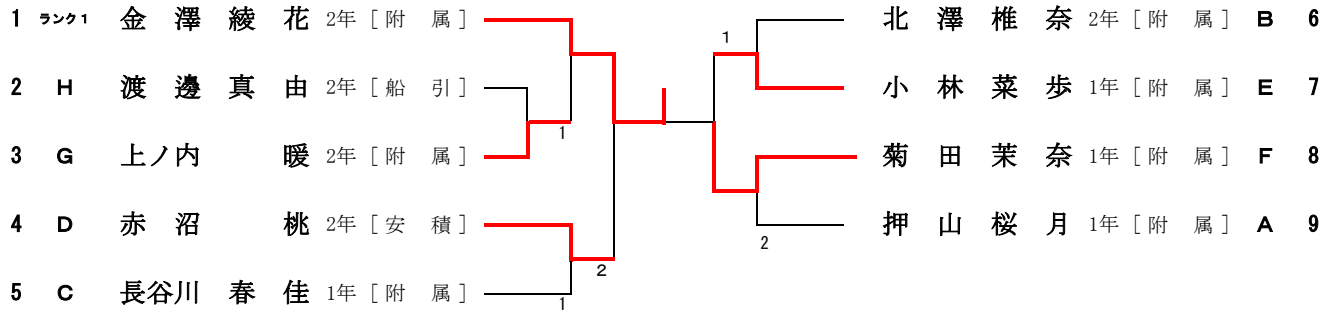 1 ランク1 金澤綾花 2年 [附 属]
2 H 渡邊真由 2年 [船 引]
3 G 上ノ内 暖 2年 [附 属]
4 D 赤沼 桃 2年 [安 積]
5 C 長谷川春佳 1年 [附 属]
1
2
1
北澤椎奈 2年 [附 属] B 6
小林菜歩 1年 [附 属] E 7
菊田茉奈 1年 [附 属] F 8
押山桜月 1年 [附 属] A 9
1
2